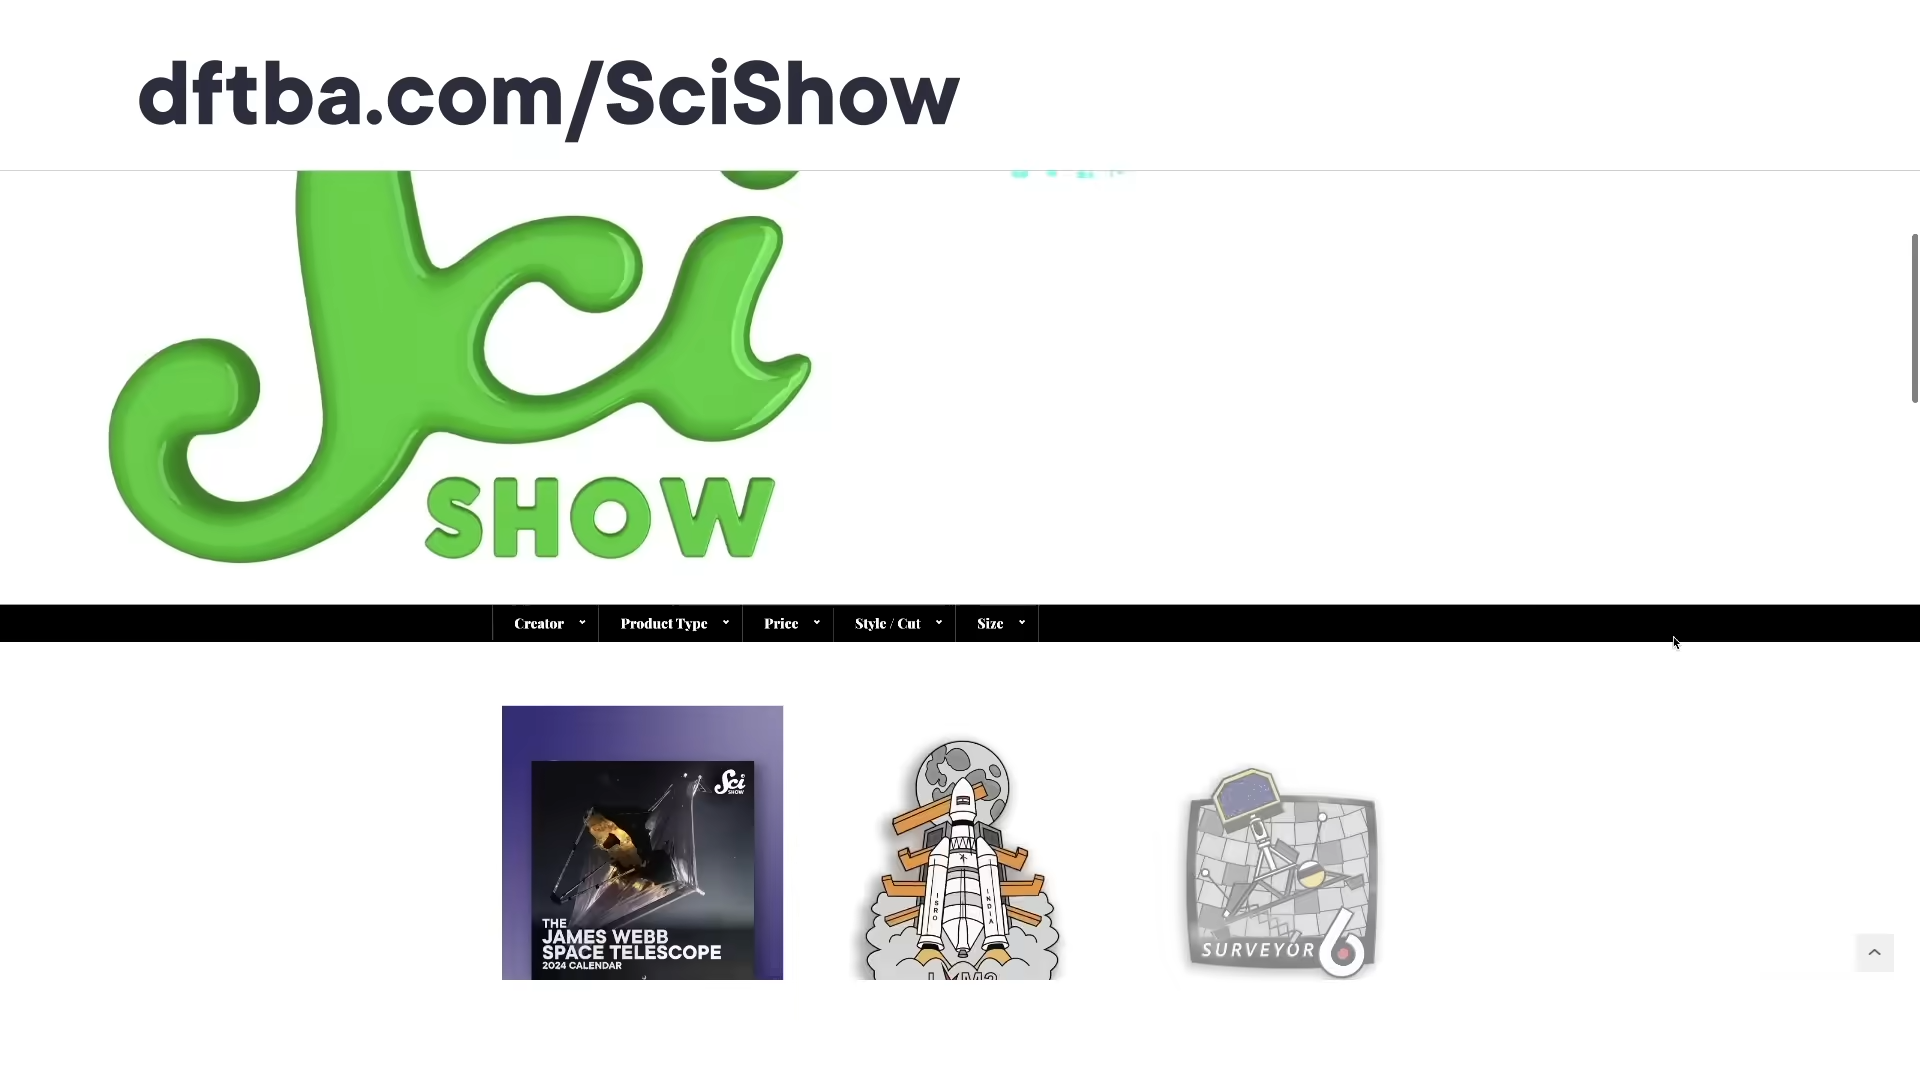 dftba.com/SciShow
Sci
SHOW
Creator
Product Type
Price
Style / Cut
Size
Sci
SHOW
THE
JAMES WEBB
SPACE TELESCOPE
2024 CALENDAR
ISRO
INDIA
SURVEYOR
6